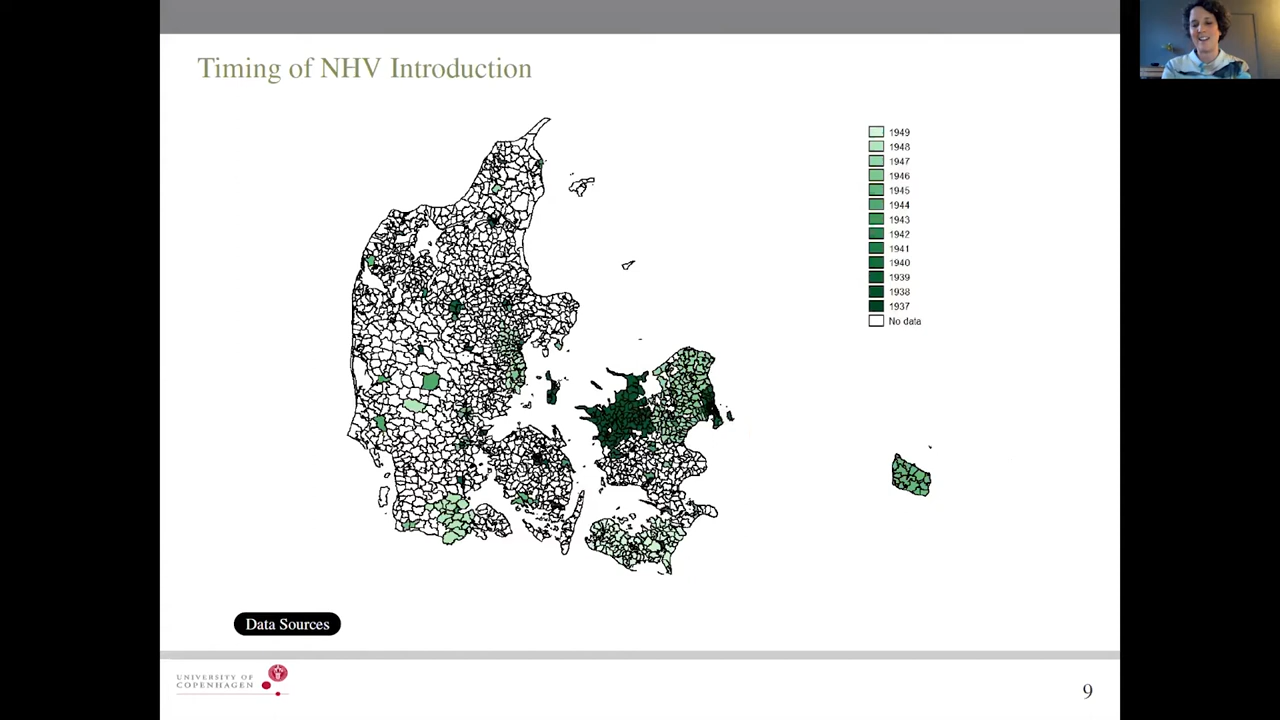 Timing of NHV Introduction
1949
1948
1947
1946
1945
1944
1943
1942
1941
1940
1939
1938
1937
No data
Data Sources
UNIVERSITY OF
COPENHAGEN
9